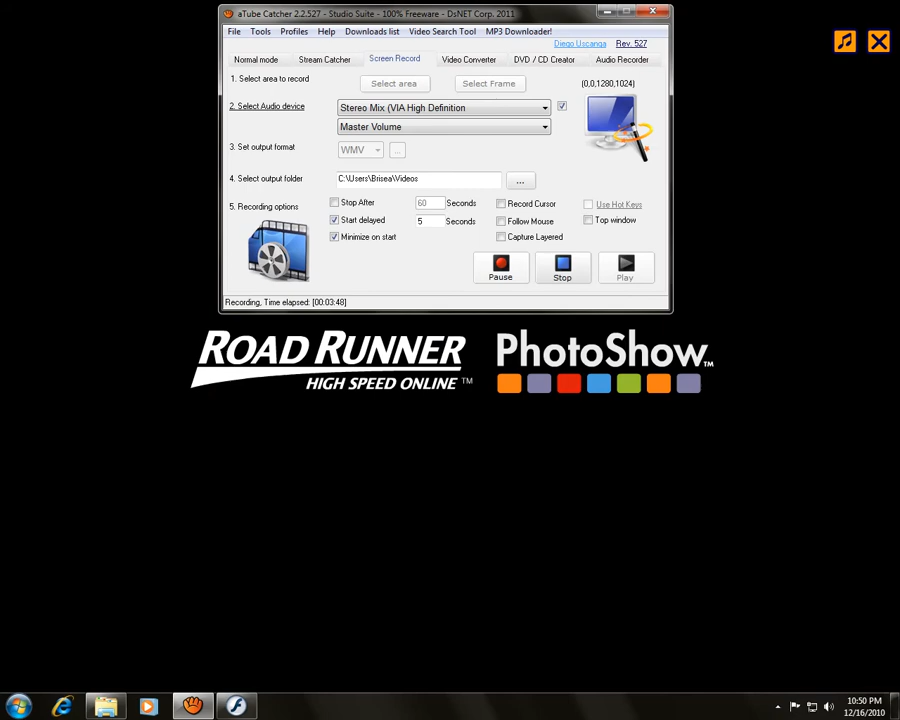 aTube Catcher 2.2.527 - Studio Suite - 100% Freeware - DsNET Corp. 2011
File Tools Profiles Help Downloads list Video Search Tool MP3 Downloader!
Diego Uscanga Rev. 527
Normal mode Stream Catcher Screen Record Video Converter DVD / CD Creator Audio Recorder
1. Select area to record Select area Select Frame (0,0,1280,1024)
2. Select Audio device Stereo Mix (VIA High Definition
Master Volume
3. Set output format WMV ...
4. Select output folder C:\Users\Brisea\Videos ...
5. Recording options Stop After 60 Seconds Record Cursor Use Hot Keys
Start delayed 5 Seconds Follow Mouse Top window
Minimize on start Capture Layered
Pause Stop Play
Recording, Time elapsed: [00:03:48]
ROAD RUNNER PhotoShow™
HIGH SPEED ONLINE™
10:50 PM
12/16/2010